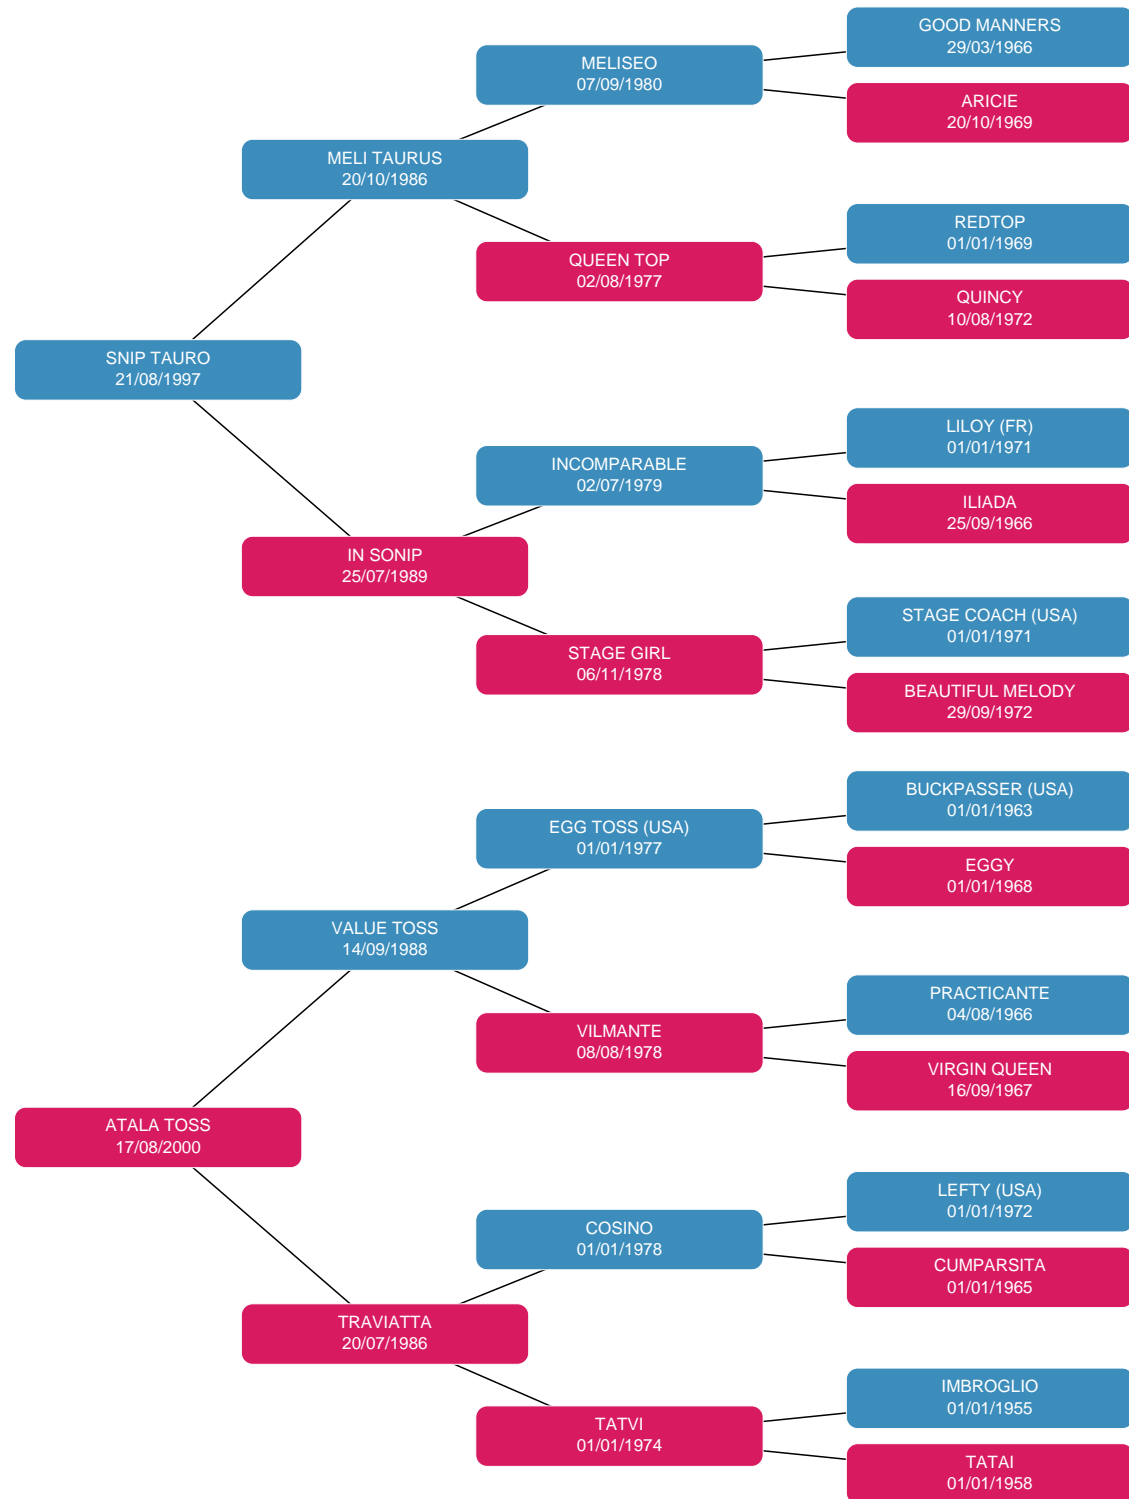 GOOD MANNERS
29/03/1966
MELISEO
07/09/1980
ARICIE
20/10/1969
MELI TAURUS
20/10/1986
REDTOP
01/01/1969
QUEEN TOP
02/08/1977
QUINCY
10/08/1972
SNIP TAURO
21/08/1997
LILOY (FR)
01/01/1971
INCOMPARABLE
02/07/1979
ILIADA
25/09/1966
IN SONIP
25/07/1989
STAGE COACH (USA)
01/01/1971
STAGE GIRL
06/11/1978
BEAUTIFUL MELODY
29/09/1972
BUCKPASSER (USA)
01/01/1963
EGG TOSS (USA)
01/01/1977
EGGY
01/01/1968
VALUE TOSS
14/09/1988
PRACTICANTE
04/08/1966
VILMANTE
08/08/1978
VIRGIN QUEEN
16/09/1967
ATALA TOSS
17/08/2000
LEFTY (USA)
01/01/1972
COSINO
01/01/1978
CUMPARSITA
01/01/1965
TRAVIATTA
20/07/1986
IMBROGLIO
01/01/1955
TATVI
01/01/1974
TATAI
01/01/1958